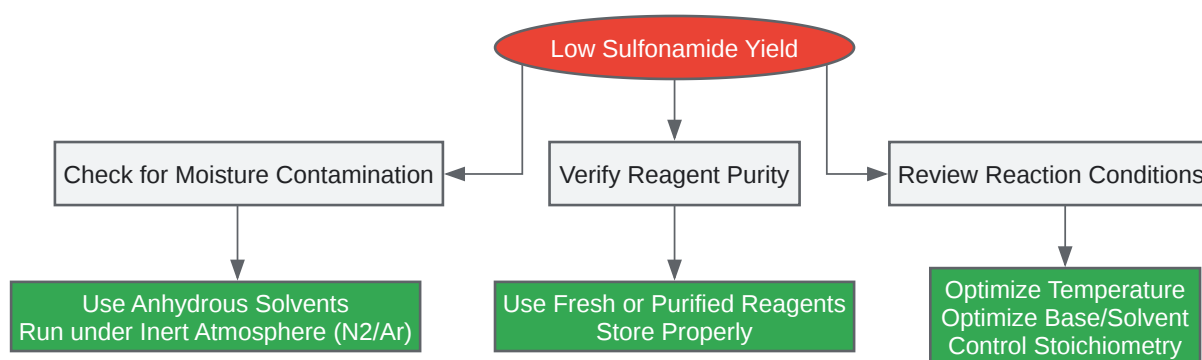 Low Sulfonamide Yield
Check for Moisture Contamination
Verify Reagent Purity
Review Reaction Conditions
Use Anhydrous Solvents
Run under Inert Atmosphere (N2/Ar)
Use Fresh or Purified Reagents
Store Properly
Optimize Temperature
Optimize Base/Solvent
Control Stoichiometry